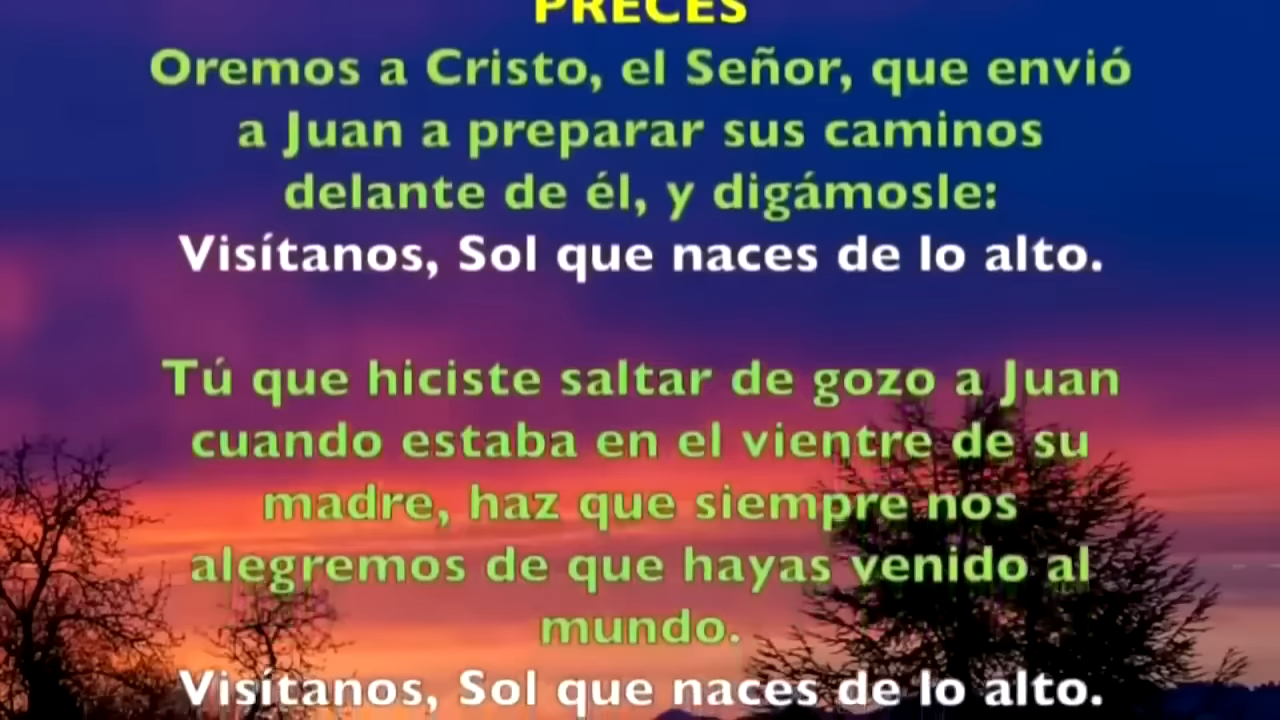 PRECES
Oremos a Cristo, el Señor, que envió
a Juan a preparar sus caminos
delante de él, y digámosle:
Visítanos, Sol que naces de lo alto.
Tú que hiciste saltar de gozo a Juan
cuando estaba en el vientre de su
madre, haz que siempre nos
alegremos de que hayas venido al
mundo.
Visítanos, Sol que naces de lo alto.